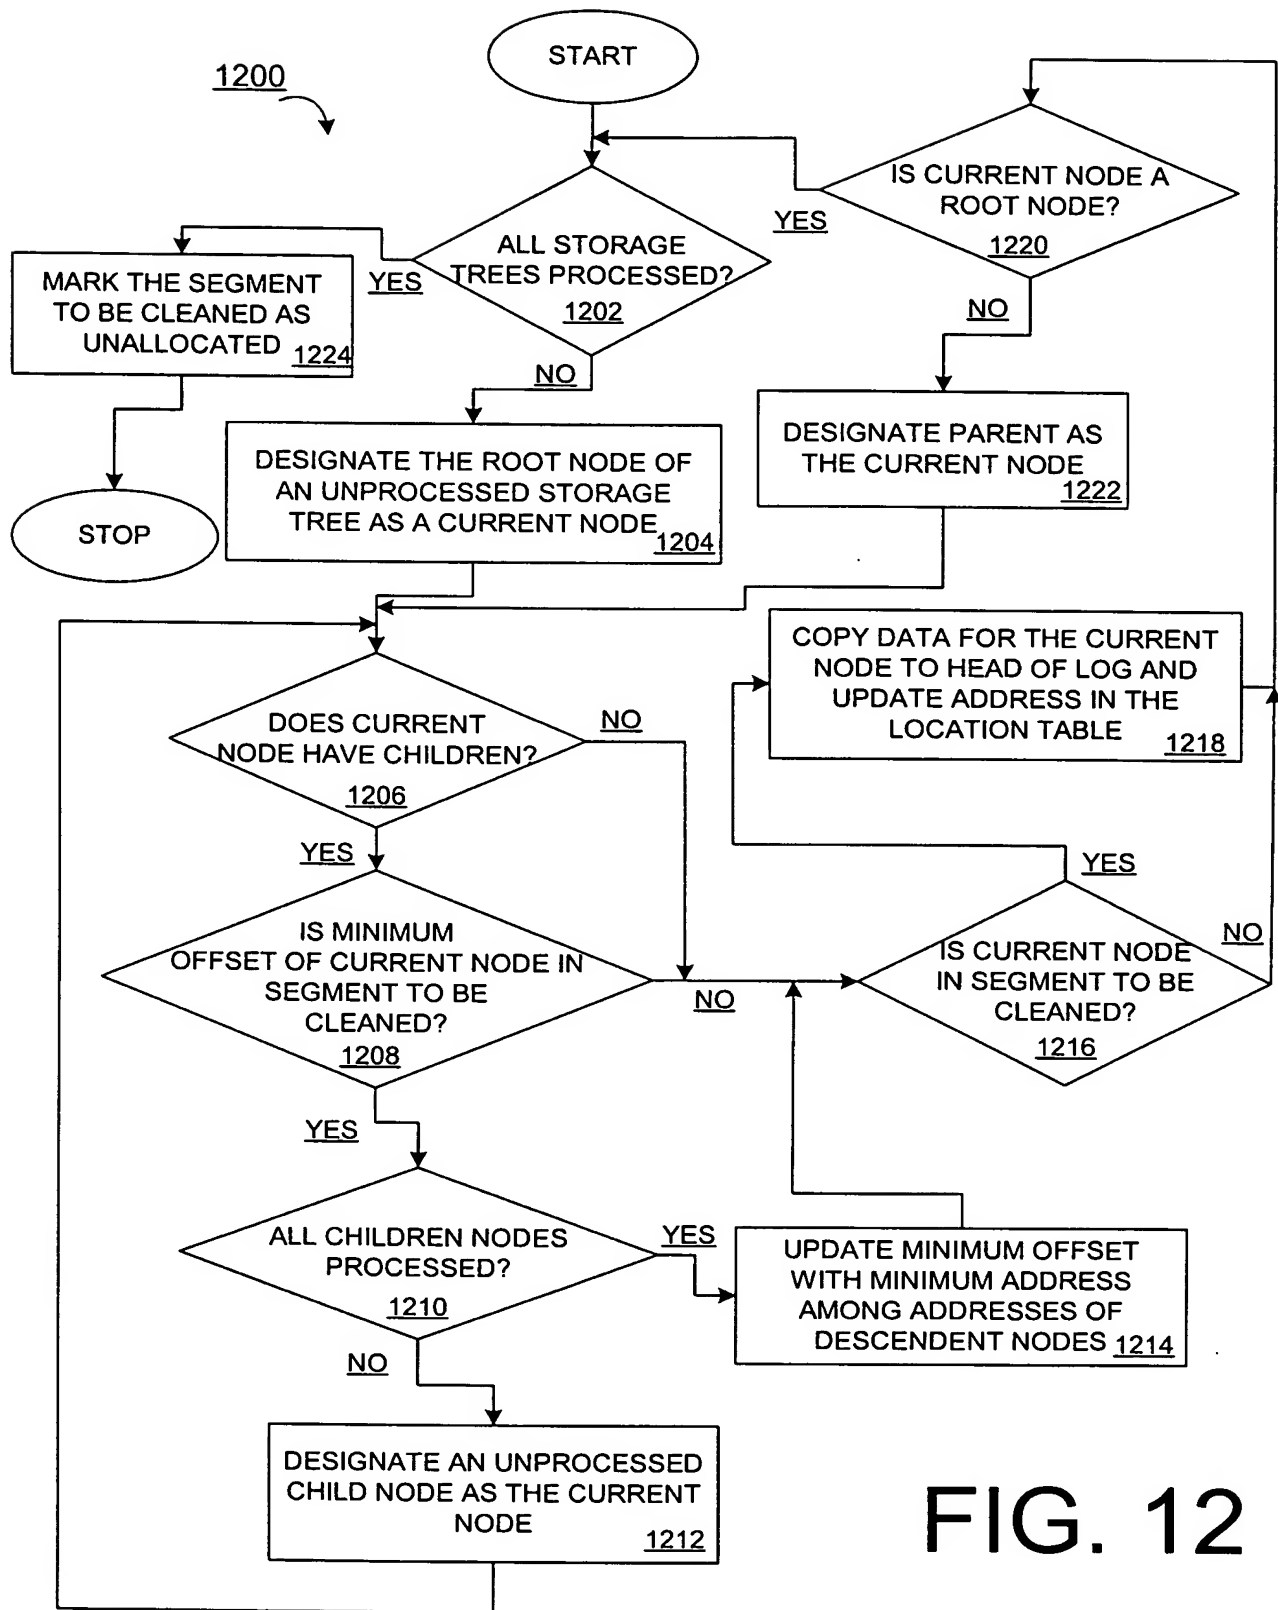 START
1200
IS CURRENT NODE A
ROOT NODE?
1220
YES
ALL STORAGE
TREES PROCESSED?
1202
YES
MARK THE SEGMENT
TO BE CLEANED AS
UNALLOCATED
1224
NO
NO
DESIGNATE PARENT AS
THE CURRENT NODE
1222
DESIGNATE THE ROOT NODE OF
AN UNPROCESSED STORAGE
TREE AS A CURRENT NODE
1204
STOP
COPY DATA FOR THE CURRENT
NODE TO HEAD OF LOG AND
UPDATE ADDRESS IN THE
LOCATION TABLE
1218
DOES CURRENT
NODE HAVE CHILDREN?
1206
NO
YES
YES
IS MINIMUM
OFFSET OF CURRENT NODE IN
SEGMENT TO BE
CLEANED?
1208
NO
IS CURRENT NODE
IN SEGMENT TO BE
CLEANED?
1216
NO
YES
ALL CHILDREN NODES
PROCESSED?
1210
YES
UPDATE MINIMUM OFFSET
WITH MINIMUM ADDRESS
AMONG ADDRESSES OF
DESCENDENT NODES
1214
NO
DESIGNATE AN UNPROCESSED
CHILD NODE AS THE CURRENT
NODE
1212
FIG. 12